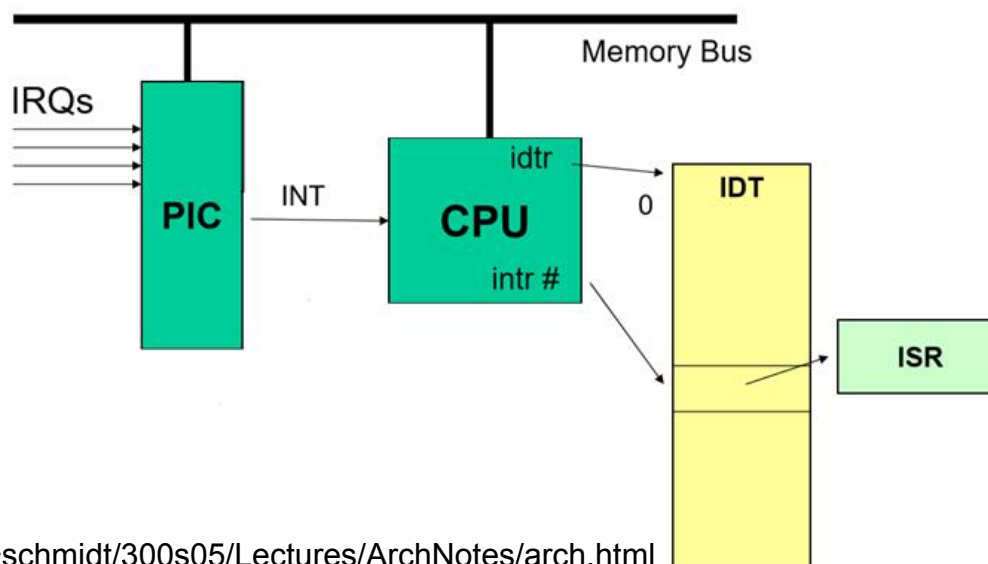 Memory Bus
IRQs
PIC
INT
idtr
CPU
intr #
0
IDT
ISR
schmidt/300s05/Lectures/ArchNotes/arch.html